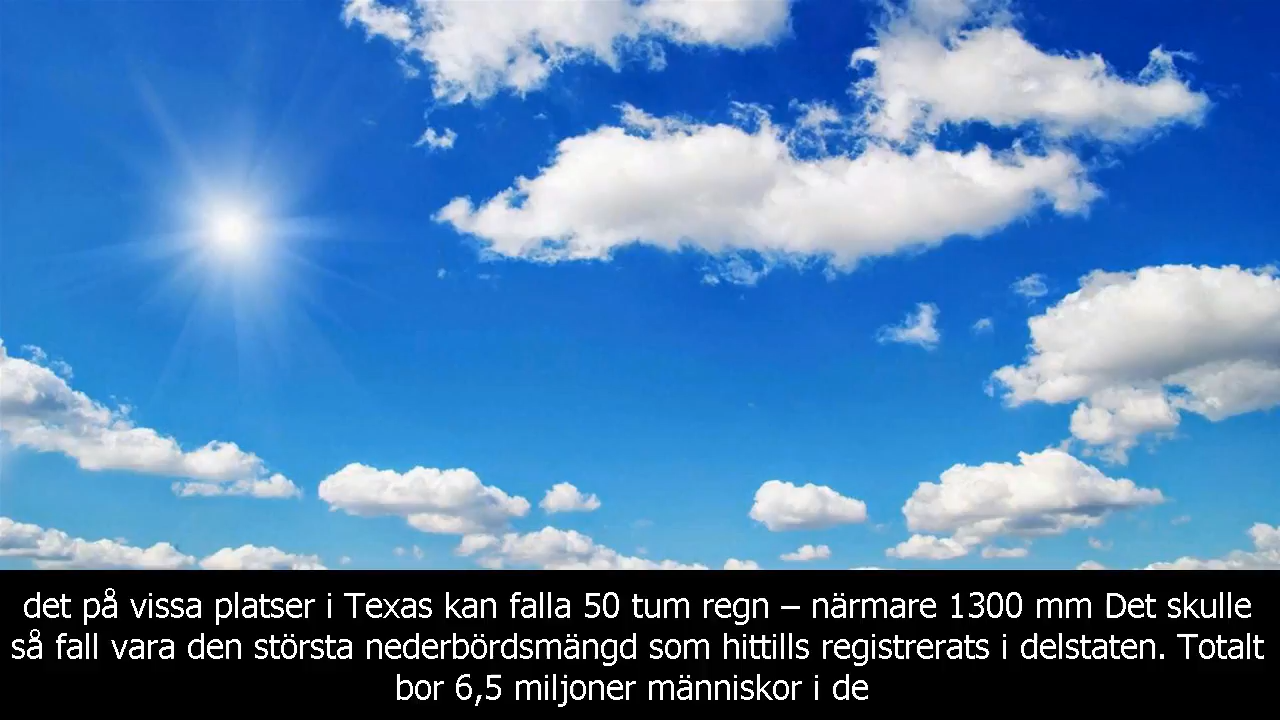 det på vissa platser i Texas kan falla 50 tum regn – närmare 1300 mm Det skulle
så fall vara den största nederbördsmängd som hittills registrerats i delstaten. Totalt
bor 6,5 miljoner människor i de